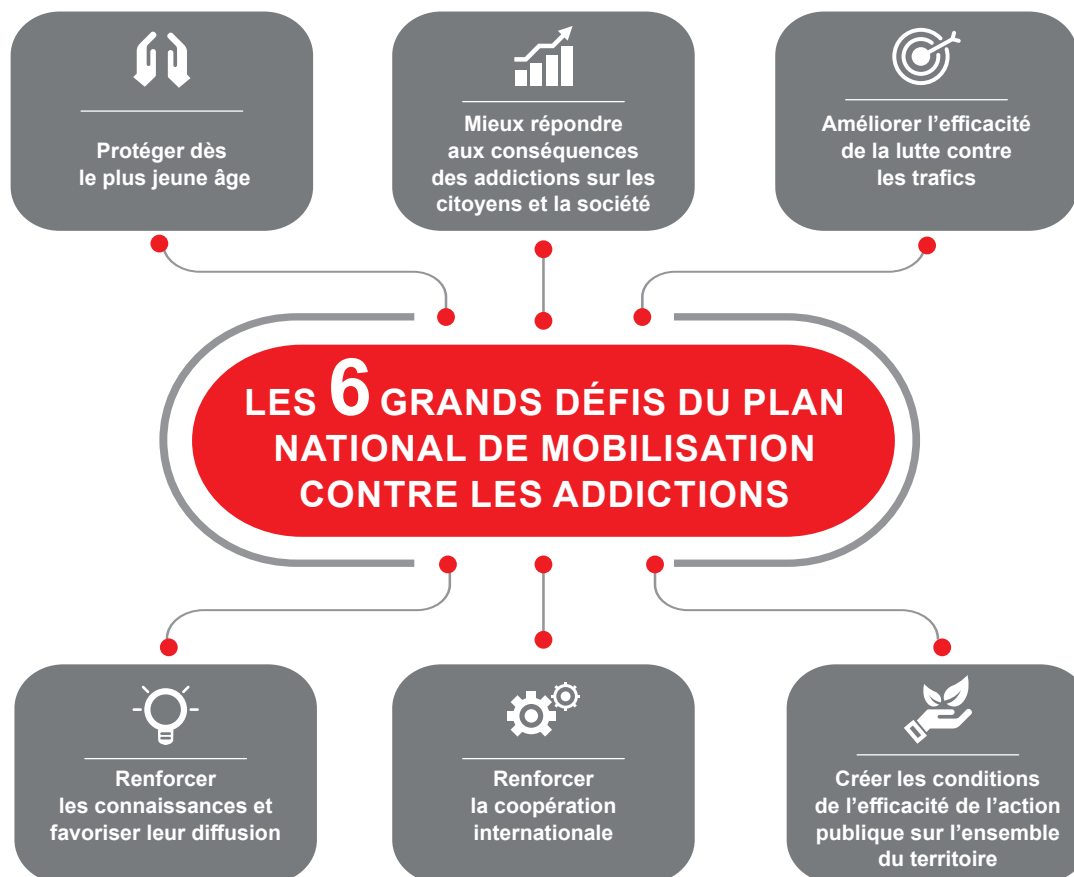 Protéger dès
le plus jeune âge
Mieux répondre
aux conséquences
des addictions sur les
citoyens et la société
Améliorer l’efficacité
de la lutte contre
les trafics
LES 6 GRANDS DÉFIS DU PLAN
NATIONAL DE MOBILISATION
CONTRE LES ADDICTIONS
Renforcer
les connaissances et
favoriser leur diffusion
Renforcer
la coopération
internationale
Créer les conditions
de l’efficacité de l’action
publique sur l’ensemble
du territoire